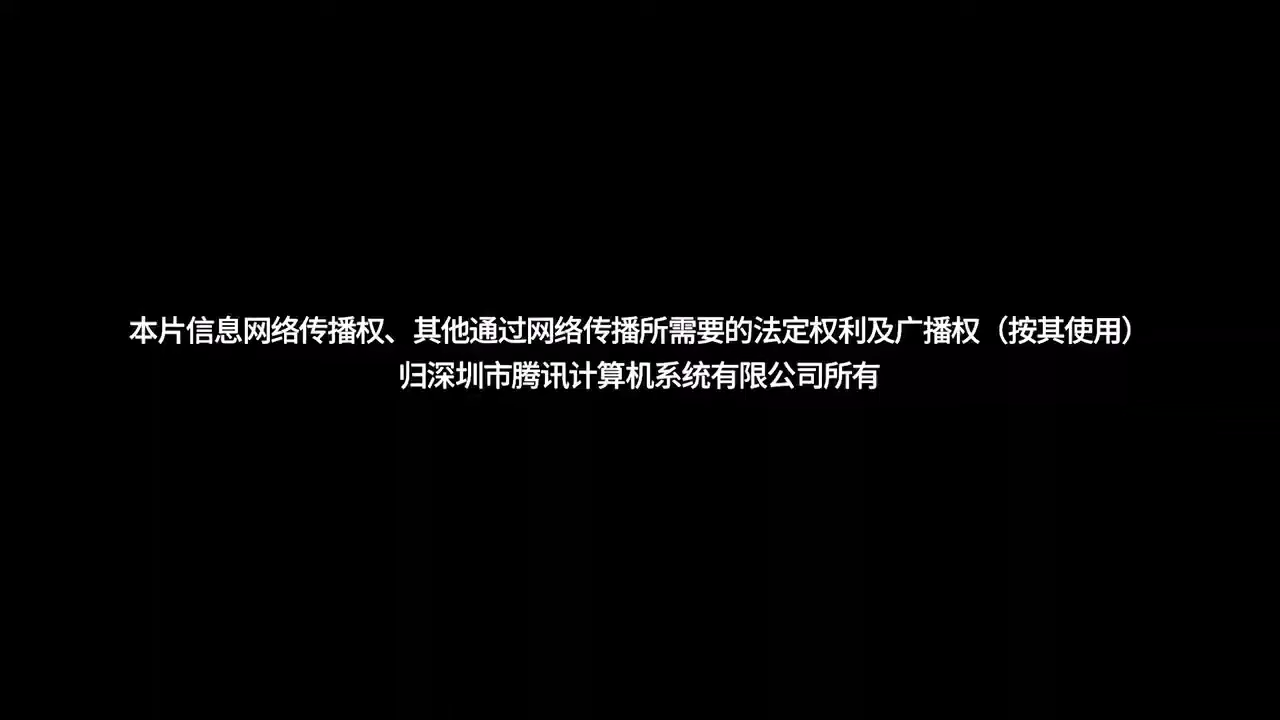 本片信息网络传播权、其他通过网络传播所需要的法定权利及广播权（按其使用）
归深圳市腾讯计算机系统有限公司所有